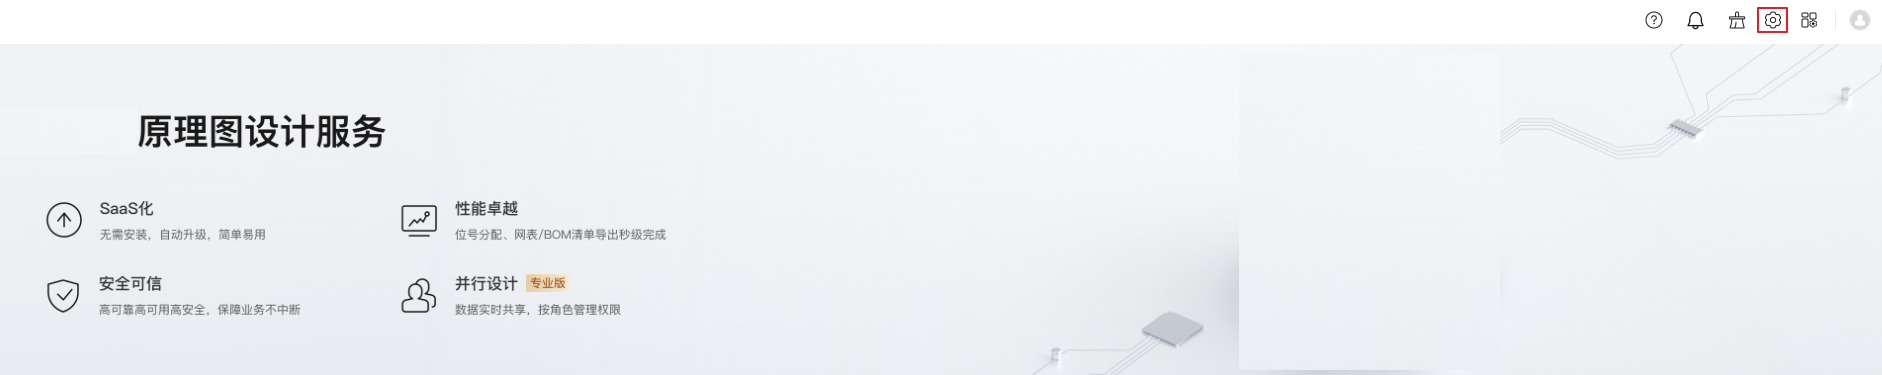 原理图设计服务
SaaS化
无需安装，自动升级，简单易用
性能卓越
位号分配、网表/BOM清单导出秒级完成
安全可信
高可靠高可用高安全，保障业务不中断
并行设计 专业版
数据实时共享，按角色管理权限